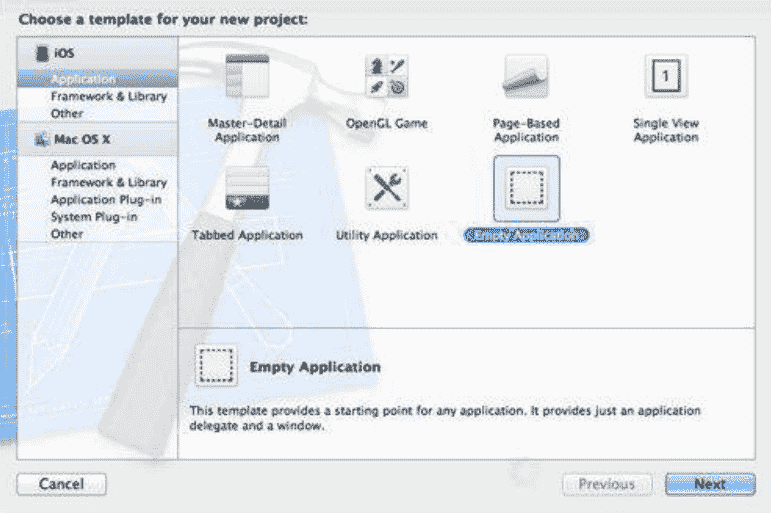 Choose a template for your new project:
iOS
Application
Framework & Library
Other
Mac OS X
Application
Framework & Library
Application Plug-in
System Plug-in
Other
Master-Detail
Application
OpenGL Game
Page-Based
Application
1
Single View
Application
Tabbed Application
Utility Application
Empty Application
Empty Application
This template provides a starting point for any application. It provides just an application
delegate and a window.
Cancel
Previous
Next